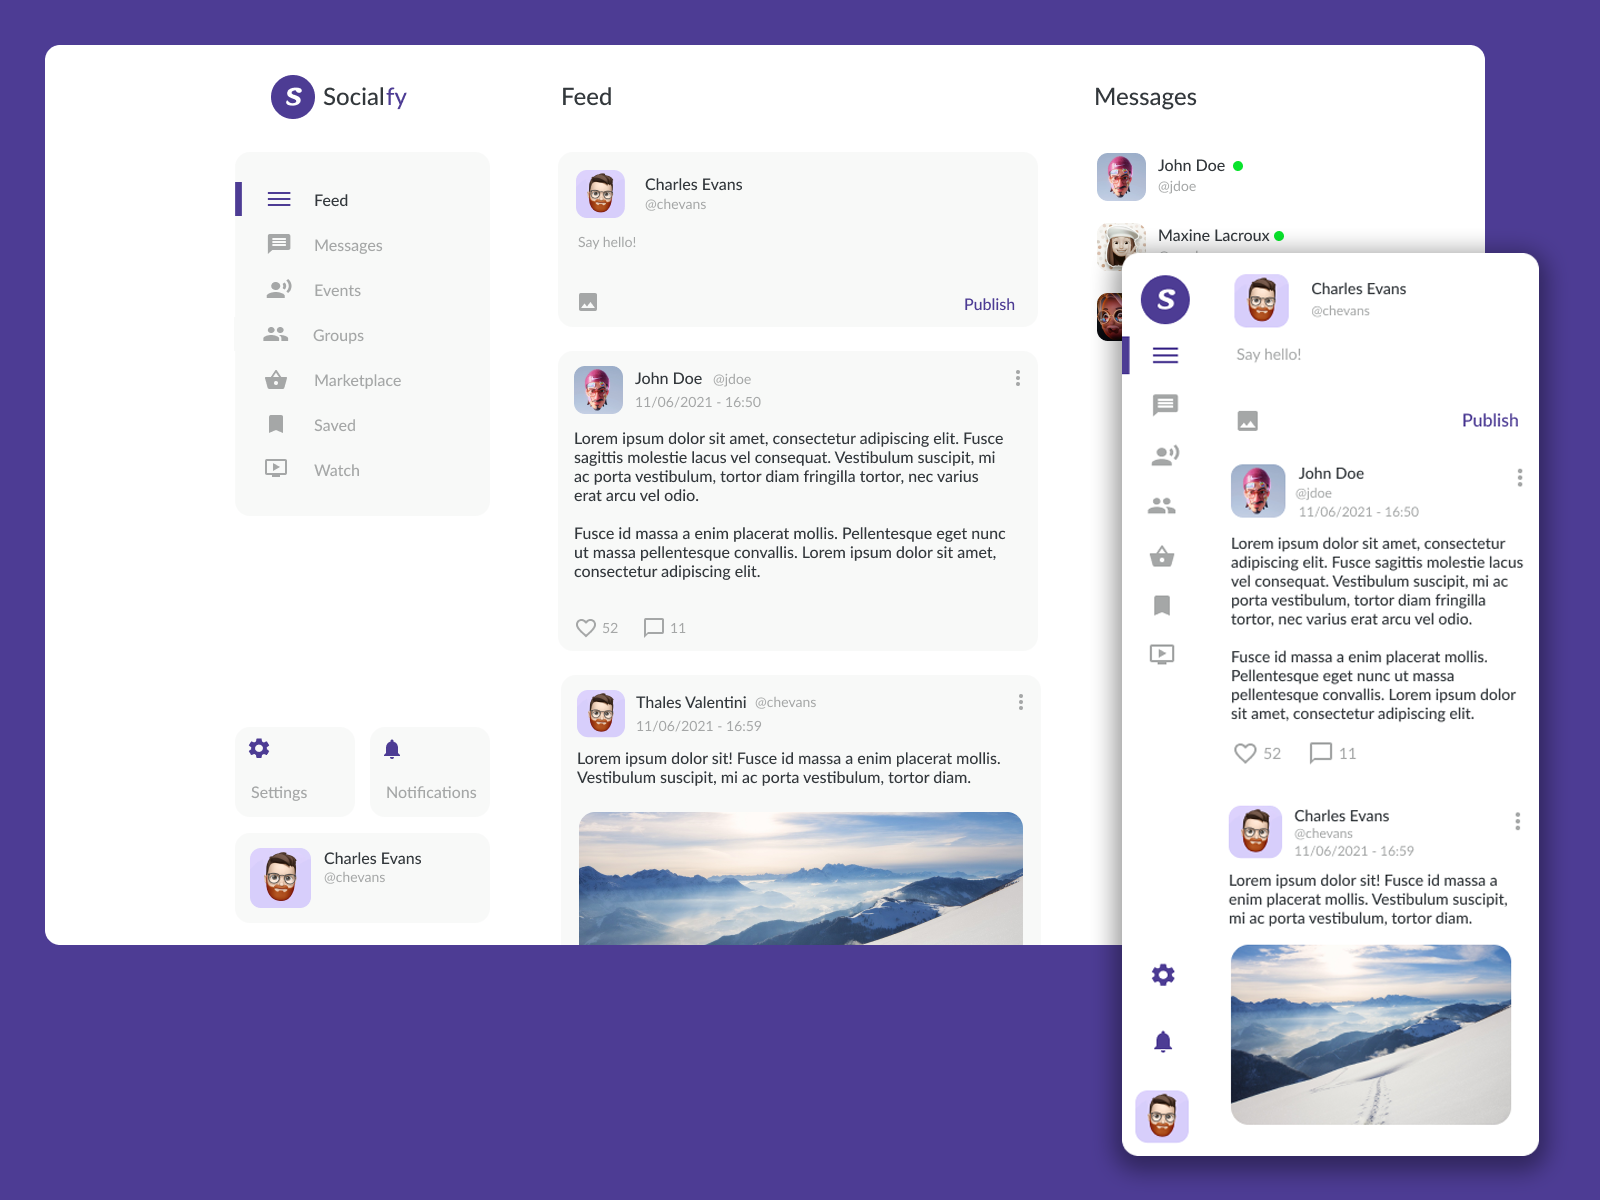 S Socialfy
Feed
Messages
Events
Groups
Marketplace
Saved
Watch
Settings
Notifications
Charles Evans
@chevans
Feed
Charles Evans
@chevans
Say hello!
Publish
John Doe @jdoe
11/06/2021 - 16:50
Lorem ipsum dolor sit amet, consectetur adipiscing elit. Fusce
sagittis molestie lacus vel consequat. Vestibulum suscipit, mi
ac porta vestibulum, tortor diam fringilla tortor, nec varius
erat arcu vel odio.
Fusce id massa a enim placerat mollis. Pellentesque eget nunc
ut massa pellentesque convallis. Lorem ipsum dolor sit amet,
consectetur adipiscing elit.
52 11
Thales Valentini @chevans
11/06/2021 - 16:59
Lorem ipsum dolor sit! Fusce id massa a enim placerat mollis.
Vestibulum suscipit, mi ac porta vestibulum, tortor diam.
Messages
John Doe
@jdoe
Maxine Lacroux
S
Charles Evans
@chevans
Say hello!
Publish
John Doe
@jdoe
11/06/2021 - 16:50
Lorem ipsum dolor sit amet, consectetur
adipiscing elit. Fusce sagittis molestie lacus
vel consequat. Vestibulum suscipit, mi ac
porta vestibulum, tortor diam fringilla
tortor, nec varius erat arcu vel odio.
Fusce id massa a enim placerat mollis.
Pellentesque eget nunc ut massa
pellentesque convallis. Lorem ipsum dolor
sit amet, consectetur adipiscing elit.
52 11
Charles Evans
@chevans
11/06/2021 - 16:59
Lorem ipsum dolor sit! Fusce id massa a
enim placerat mollis. Vestibulum suscipit,
mi ac porta vestibulum, tortor diam.